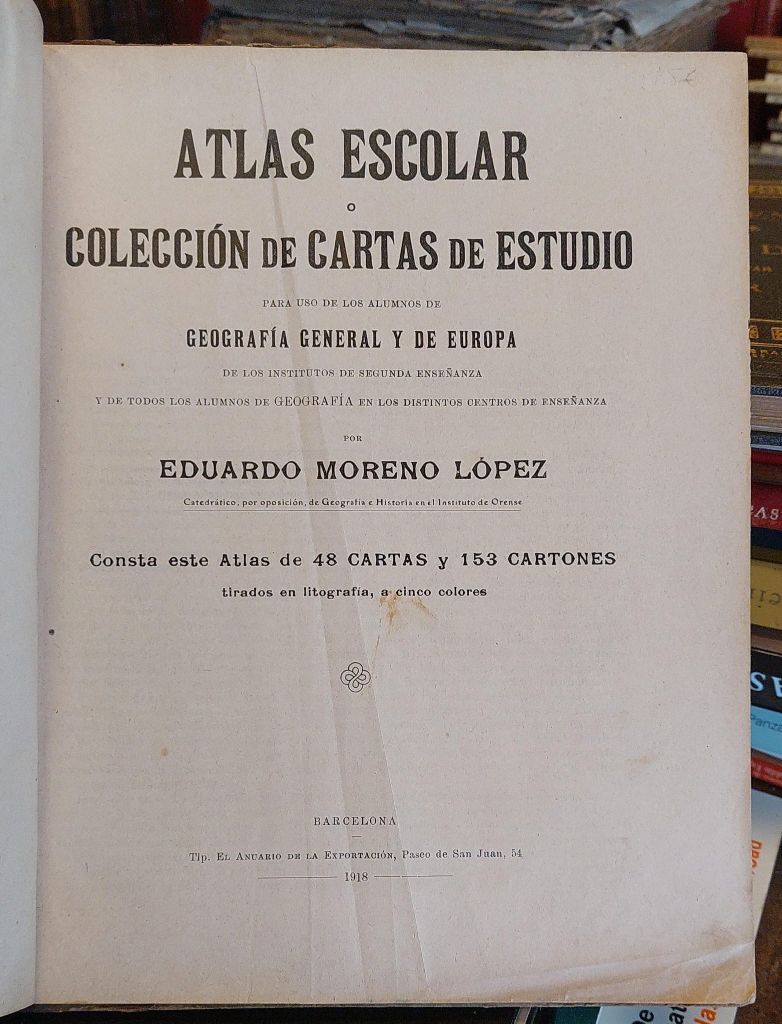 ATLAS ESCOLAR
O
COLECCIÓN DE CARTAS DE ESTUDIO
PARA USO DE LOS ALUMNOS DE
GEOGRAFÍA GENERAL Y DE EUROPA
DE LOS INSTITUTOS DE SEGUNDA ENSEÑANZA
Y DE TODOS LOS ALUMNOS DE GEOGRAFÍA EN LOS DISTINTOS CENTROS DE ENSEÑANZA
POR
EDUARDO MORENO LÓPEZ
Catedrático, por oposición, de Geografía e Historia en el Instituto de Orense
Consta este Atlas de 48 CARTAS y 153 CARTONES
tirados en litografía, a cinco colores
BARCELONA
Tip. EL ANUARIO DE LA EXPORTACIÓN, Paseo de San Juan, 54
1918